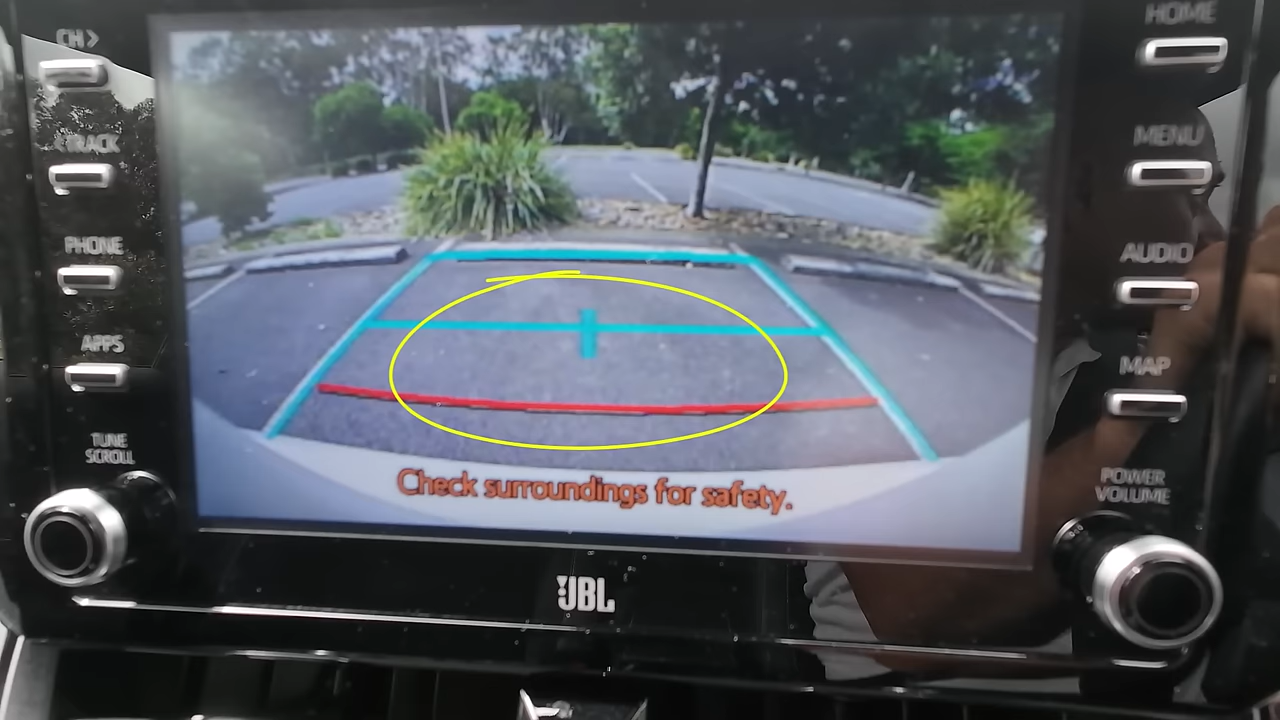 CH >
TRACK
PHONE
APPS
TUNE
SCROLL
HOME
MENU
AUDIO
MAP
POWER
VOLUME
Check surroundings for safety.
JBL